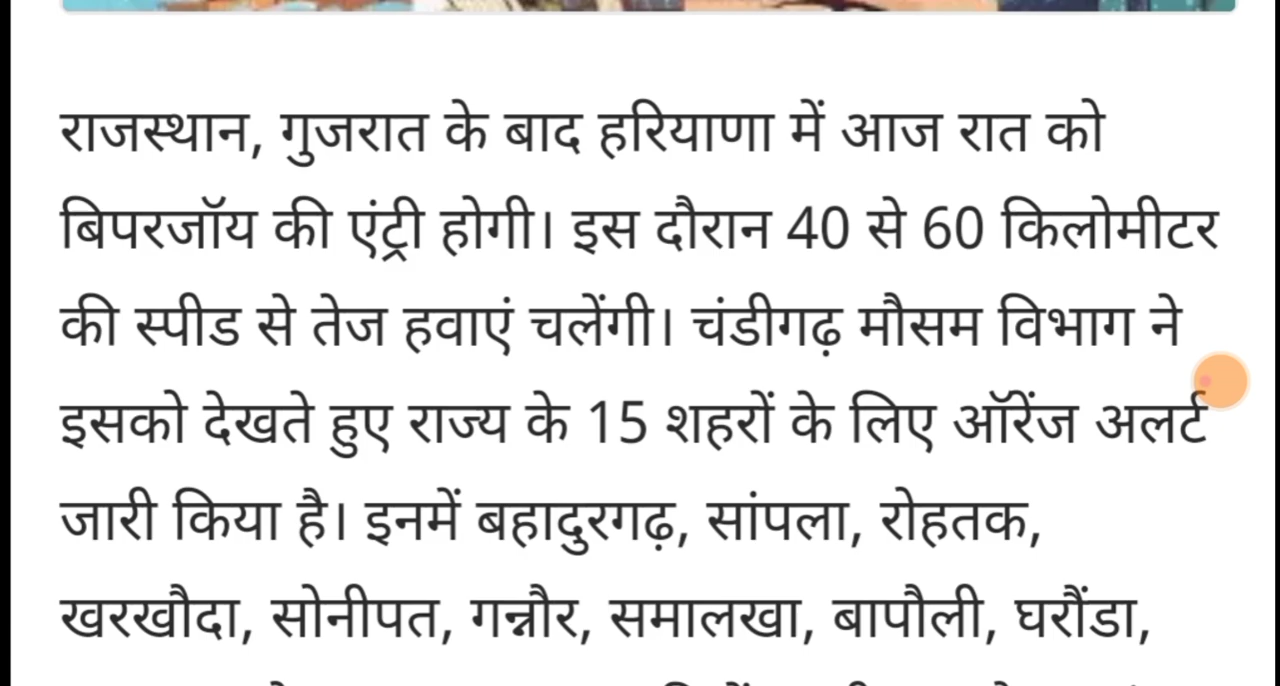 राजस्थान, गुजरात के बाद हरियाणा में आज रात को
बिपरजॉय की एंट्री होगी। इस दौरान 40 से 60 किलोमीटर
की स्पीड से तेज हवाएं चलेंगी। चंडीगढ़ मौसम विभाग ने
इसको देखते हुए राज्य के 15 शहरों के लिए ऑरेंज अलर्ट
जारी किया है। इनमें बहादुरगढ़, सांपला, रोहतक,
खरखौदा, सोनीपत, गन्नौर, समालखा, बापौली, घरौंडा,